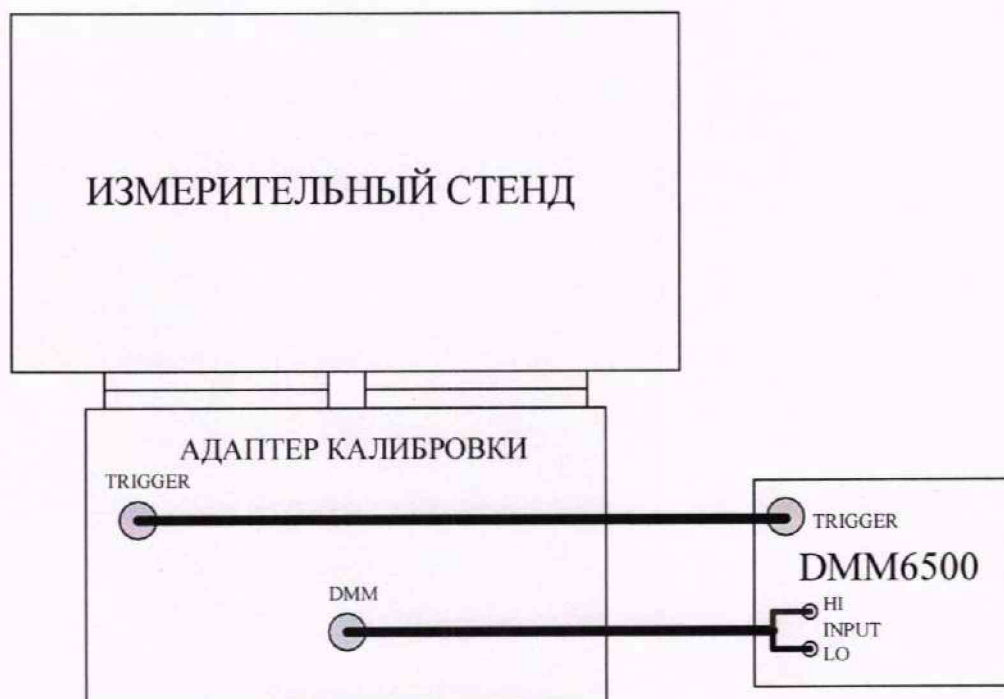 ИЗМЕРИТЕЛЬНЫЙ СТЕНД
АДАПТЕР КАЛИБРОВКИ
TRIGGER
TRIGGER
DMM6500
DMM
HI
INPUT
LO